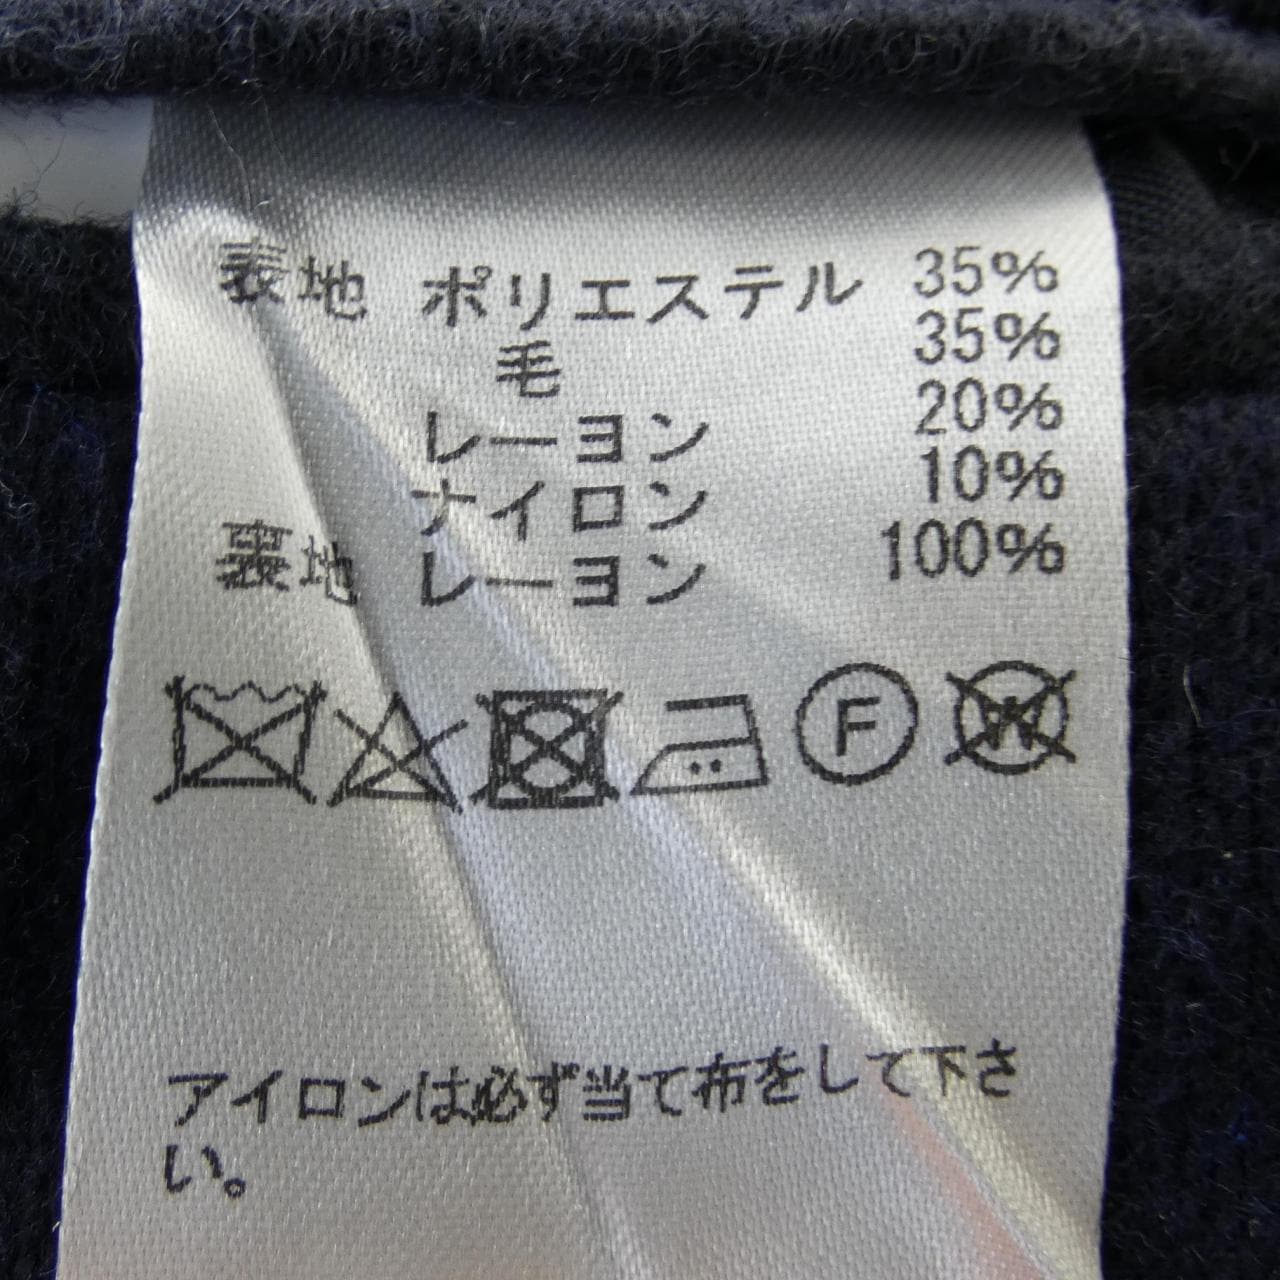 表地 ポリエステル 35%
毛 35%
レーヨン 20%
ナイロン 10%
裏地 レーヨン 100%
F W
アイロンは必ず当て布をして下さ
い。